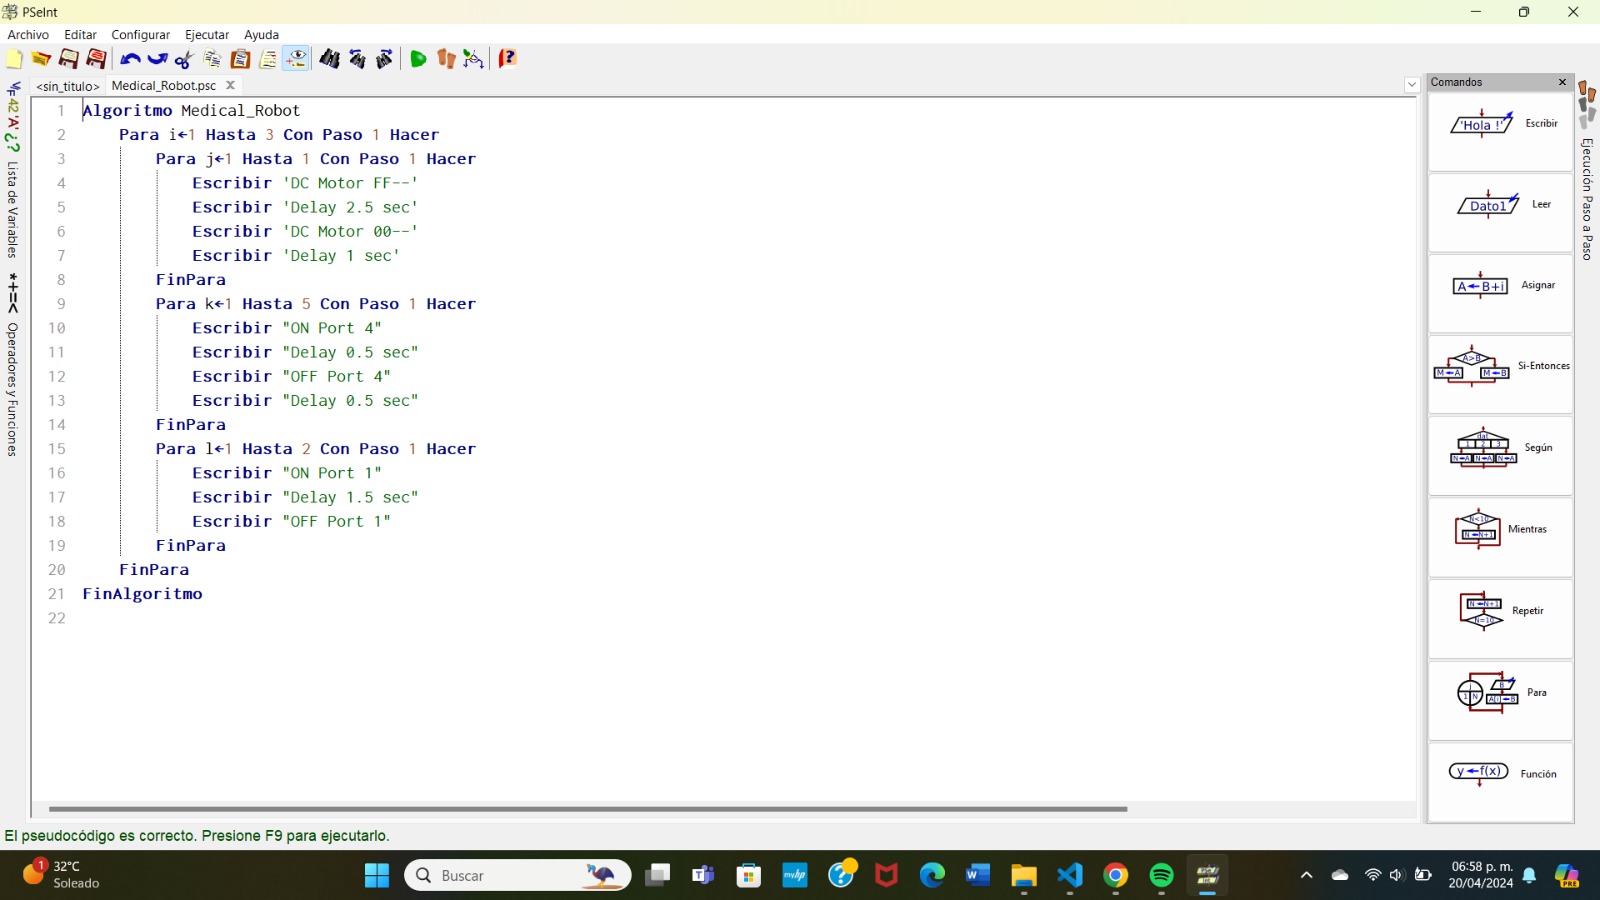 PSeInt
Archivo Editar Configurar Ejecutar Ayuda
<sin_titulo> Medical_Robot.psc
1 Algoritmo Medical_Robot
2 Para i←1 Hasta 3 Con Paso 1 Hacer
3 Para j←1 Hasta 1 Con Paso 1 Hacer
4 Escribir 'DC Motor FF--'
5 Escribir 'Delay 2.5 sec'
6 Escribir 'DC Motor 00--'
7 Escribir 'Delay 1 sec'
8 FinPara
9 Para k←1 Hasta 5 Con Paso 1 Hacer
10 Escribir "ON Port 4"
11 Escribir "Delay 0.5 sec"
12 Escribir "OFF Port 4"
13 Escribir "Delay 0.5 sec"
14 FinPara
15 Para l←1 Hasta 2 Con Paso 1 Hacer
16 Escribir "ON Port 1"
17 Escribir "Delay 1.5 sec"
18 Escribir "OFF Port 1"
19 FinPara
20 FinPara
21 FinAlgoritmo
22
Lista de Variables
*+=< Operadores y Funciones
Comandos
'Hola !' Escribir
Dato1 Leer
A←B+i Asignar
A>B M←A M←B Si-Entonces
Según
Mientras
N←N+1 N=10 Repetir
Para
y←f(x) Función
Ejecución Paso a Paso
El pseudocódigo es correcto. Presione F9 para ejecutarlo.
1
32°C
Soleado
Buscar
myhp
06:58 p. m.
20/04/2024
PRE